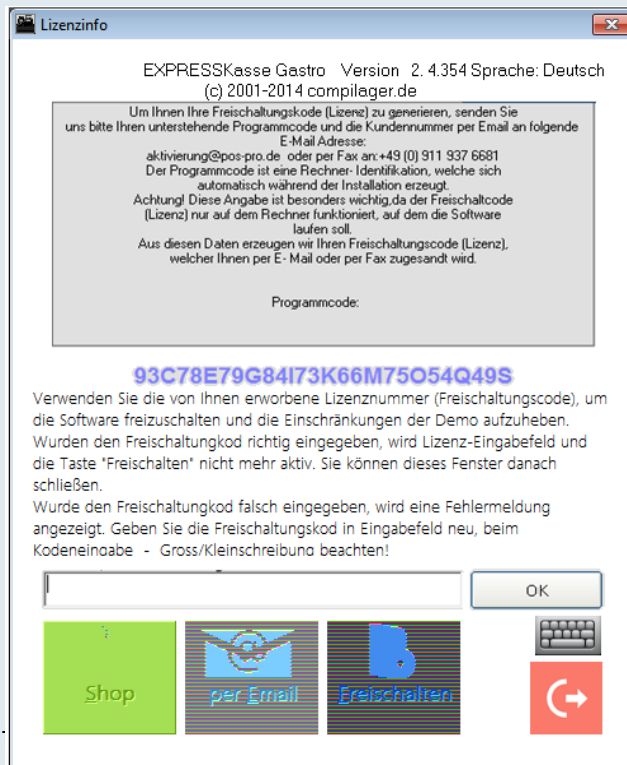 Lizenzinfo
EXPRESSKasse Gastro Version 2. 4.354 Sprache: Deutsch
(c) 2001-2014 compilager.de
Um Ihnen Ihre Freischaltungskode (Lizenz) zu generieren, senden Sie
uns bitte Ihren unterstehende Programmcode und die Kundennummer per Email an folgende
E-Mail Adresse:
aktivierung@pos-pro.de oder per Fax an:+49 (0) 911 937 6681
Der Programmcode ist eine Rechner- Identifikation, welche sich
automatisch während der Installation erzeugt.
Achtung! Diese Angabe ist besonders wichtig,da der Freischaltcode
(Lizenz) nur auf dem Rechner funktioniert, auf dem die Software
laufen soll.
Aus diesen Daten erzeugen wir Ihren Freischaltungscode (Lizenz),
welcher Ihnen per E- Mail oder per Fax zugesandt wird.
Programmcode:
93C78E79G84I73K66M75O54Q49S
Verwenden Sie die von Ihnen erworbene Lizenznummer (Freischaltungscode), um
die Software freizuschalten und die Einschränkungen der Demo aufzuheben.
Wurden den Freischaltungkod richtig eingegeben, wird Lizenz-Eingabefeld und
die Taste "Freischalten" nicht mehr aktiv. Sie können dieses Fenster danach
schließen.
Wurde den Freischaltungkod falsch eingegeben, wird eine Fehlermeldung
angezeigt. Geben Sie die Freischaltungskod in Eingabefeld neu, beim
Kodeneingabe - Gross/Kleinschreibung beachten!
OK
Shop
per Email
Freischalten